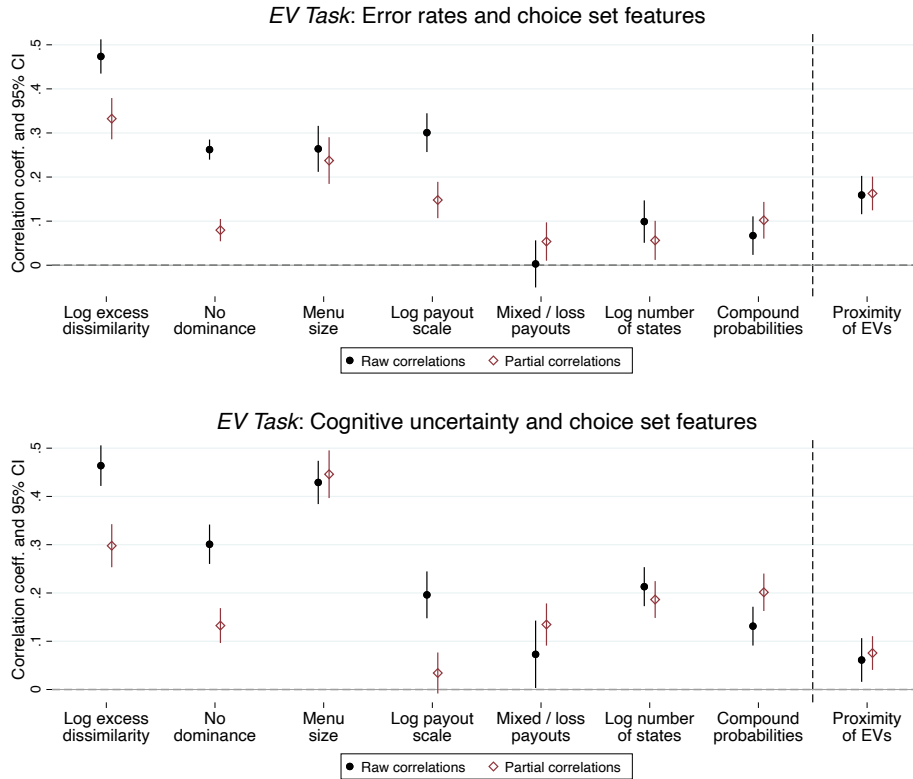 EV Task: Error rates and choice set features
Correlation coeff. and 95% CI
.5
.4
.3
.2
.1
0
Log excess dissimilarity
No dominance
Menu size
Log payout scale
Mixed / loss payouts
Log number of states
Compound probabilities
Proximity of EVs
Raw correlations
Partial correlations
EV Task: Cognitive uncertainty and choice set features
Correlation coeff. and 95% CI
.5
.4
.3
.2
.1
0
Log excess dissimilarity
No dominance
Menu size
Log payout scale
Mixed / loss payouts
Log number of states
Compound probabilities
Proximity of EVs
Raw correlations
Partial correlations